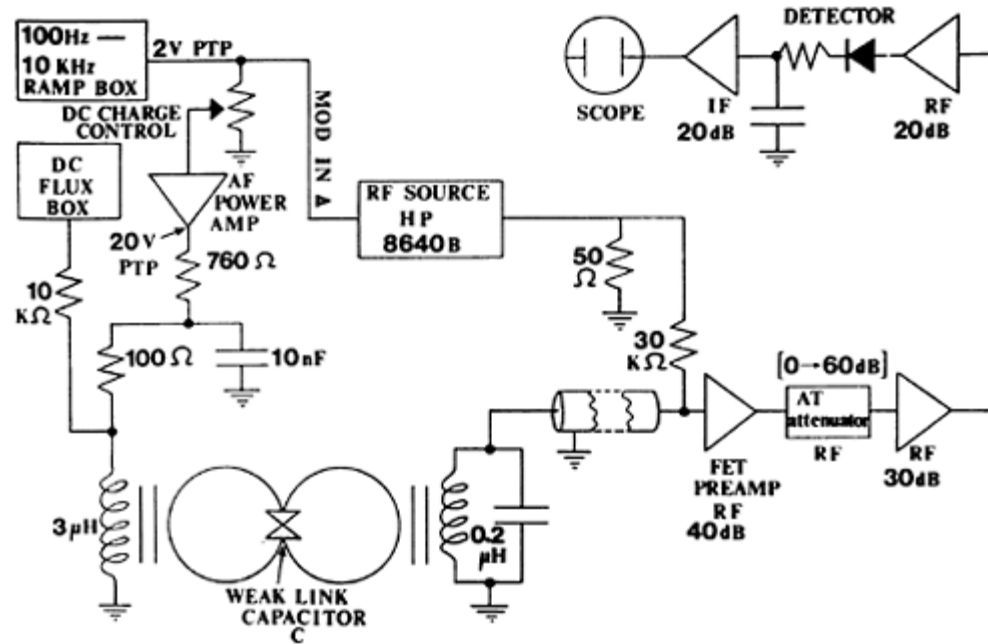 100Hz —
10 KHz
RAMP BOX
2V PTP
DC CHARGE
CONTROL
MOD IN Δ
DC
FLUX
BOX
AF
POWER
AMP
20V
PTP
760 Ω
10
KΩ
100Ω
10nF
3μH
WEAK LINK
CAPACITOR
C
0.2
μH
RF SOURCE
HP
8640B
50
Ω
30
KΩ
FET
PREAMP
RF
40dB
[0→60dB]
AT
attenuator
RF
RF
30dB
DETECTOR
RF
20dB
IF
20dB
SCOPE